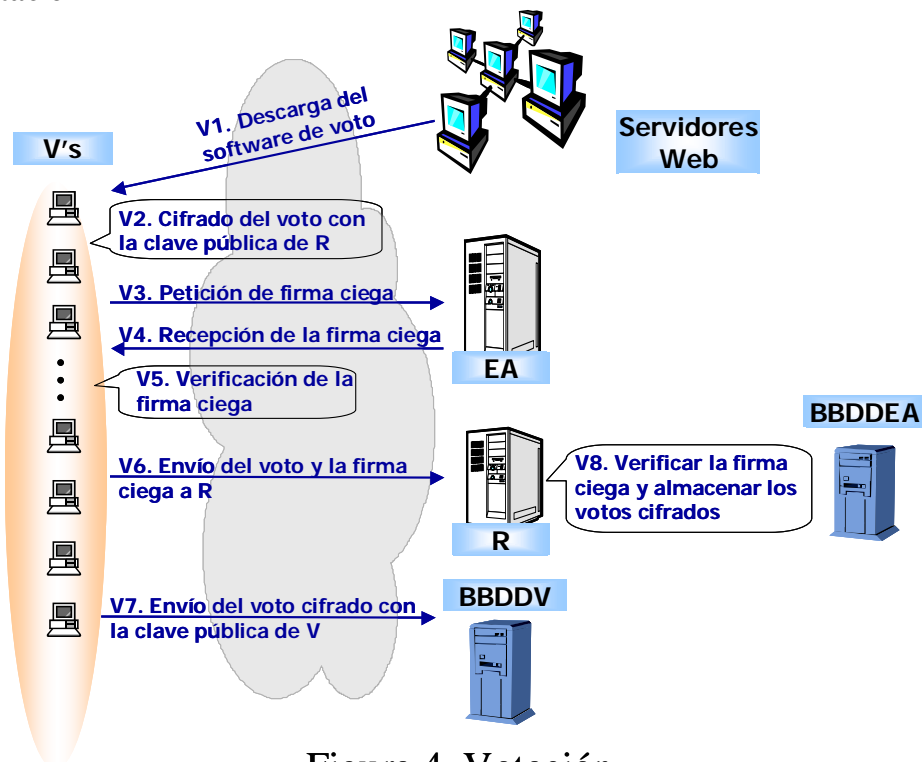 V1. Descarga del
software de voto
Servidores
Web
V's
V2. Cifrado del voto con
la clave pública de R
V3. Petición de firma ciega
V4. Recepción de la firma ciega
EA
V5. Verificación de la
firma ciega
BBDDEA
V6. Envío del voto y la firma
ciega a R
V8. Verificar la firma
ciega y almacenar los
votos cifrados
R
V7. Envío del voto cifrado con
la clave pública de V
BBDDV
Figura 4. Votación